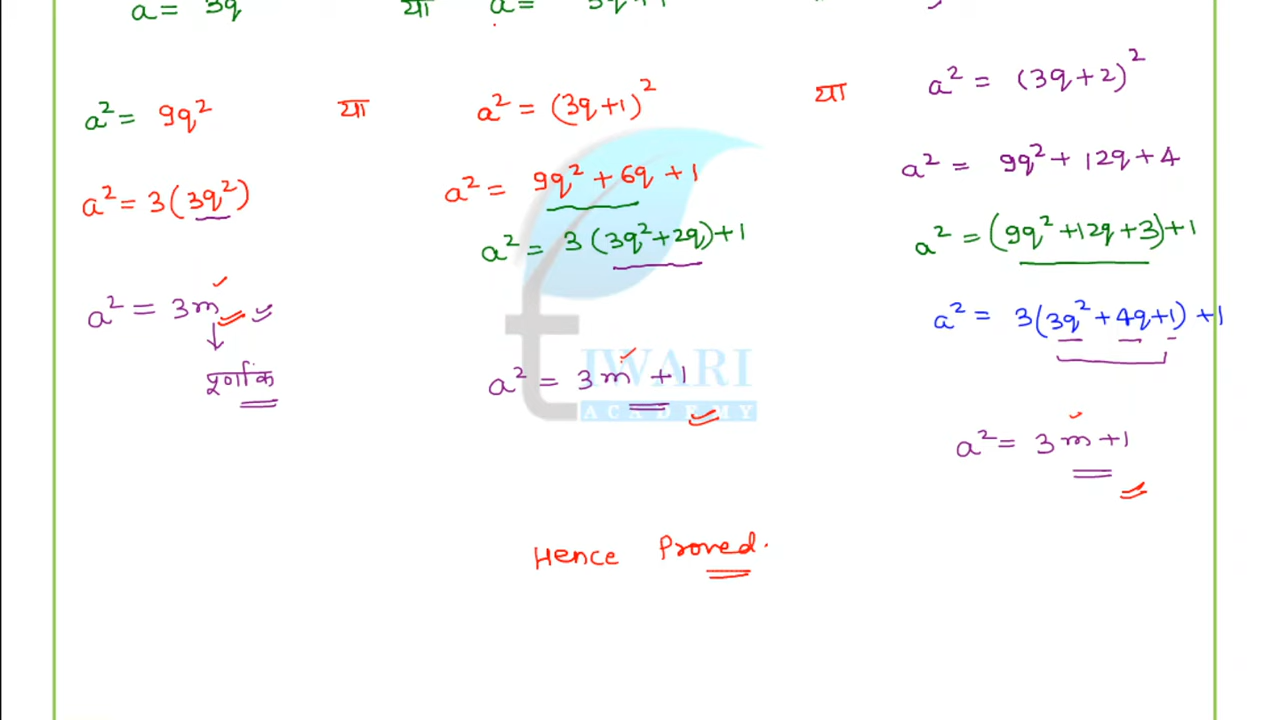 a = 3q या a =
a² = 9q² या a² = (3q+1)² या a² = (3q+2)²
a² = 3(3q²) a² = 9q² + 6q + 1 a² = 9q² + 12q + 4
a² = 3(3q²+2q)+1 a² = (9q²+12q+3)+1
a² = 3m a² = 3(3q²+4q+1)+1
पूर्णांक a² = 3m+1
a² = 3m+1
TIWARI
ACADEMY
Hence Proved.